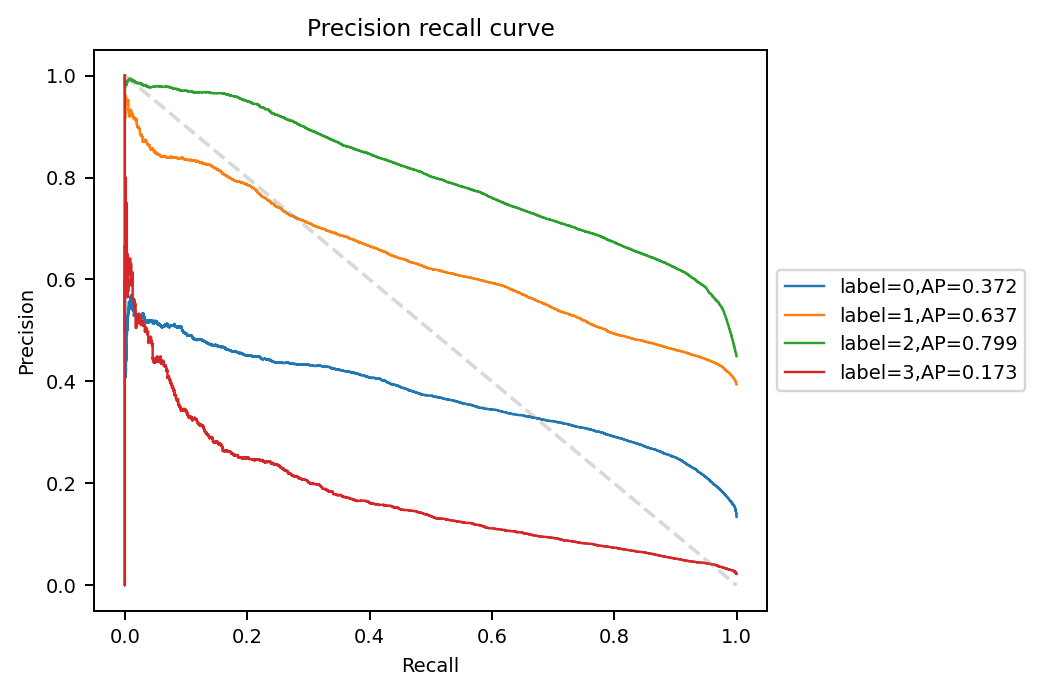 Precision recall curve
Precision
1.0
0.8
0.6
0.4
0.2
0.0
0.0 0.2 0.4 0.6 0.8 1.0
Recall
label=0,AP=0.372
label=1,AP=0.637
label=2,AP=0.799
label=3,AP=0.173